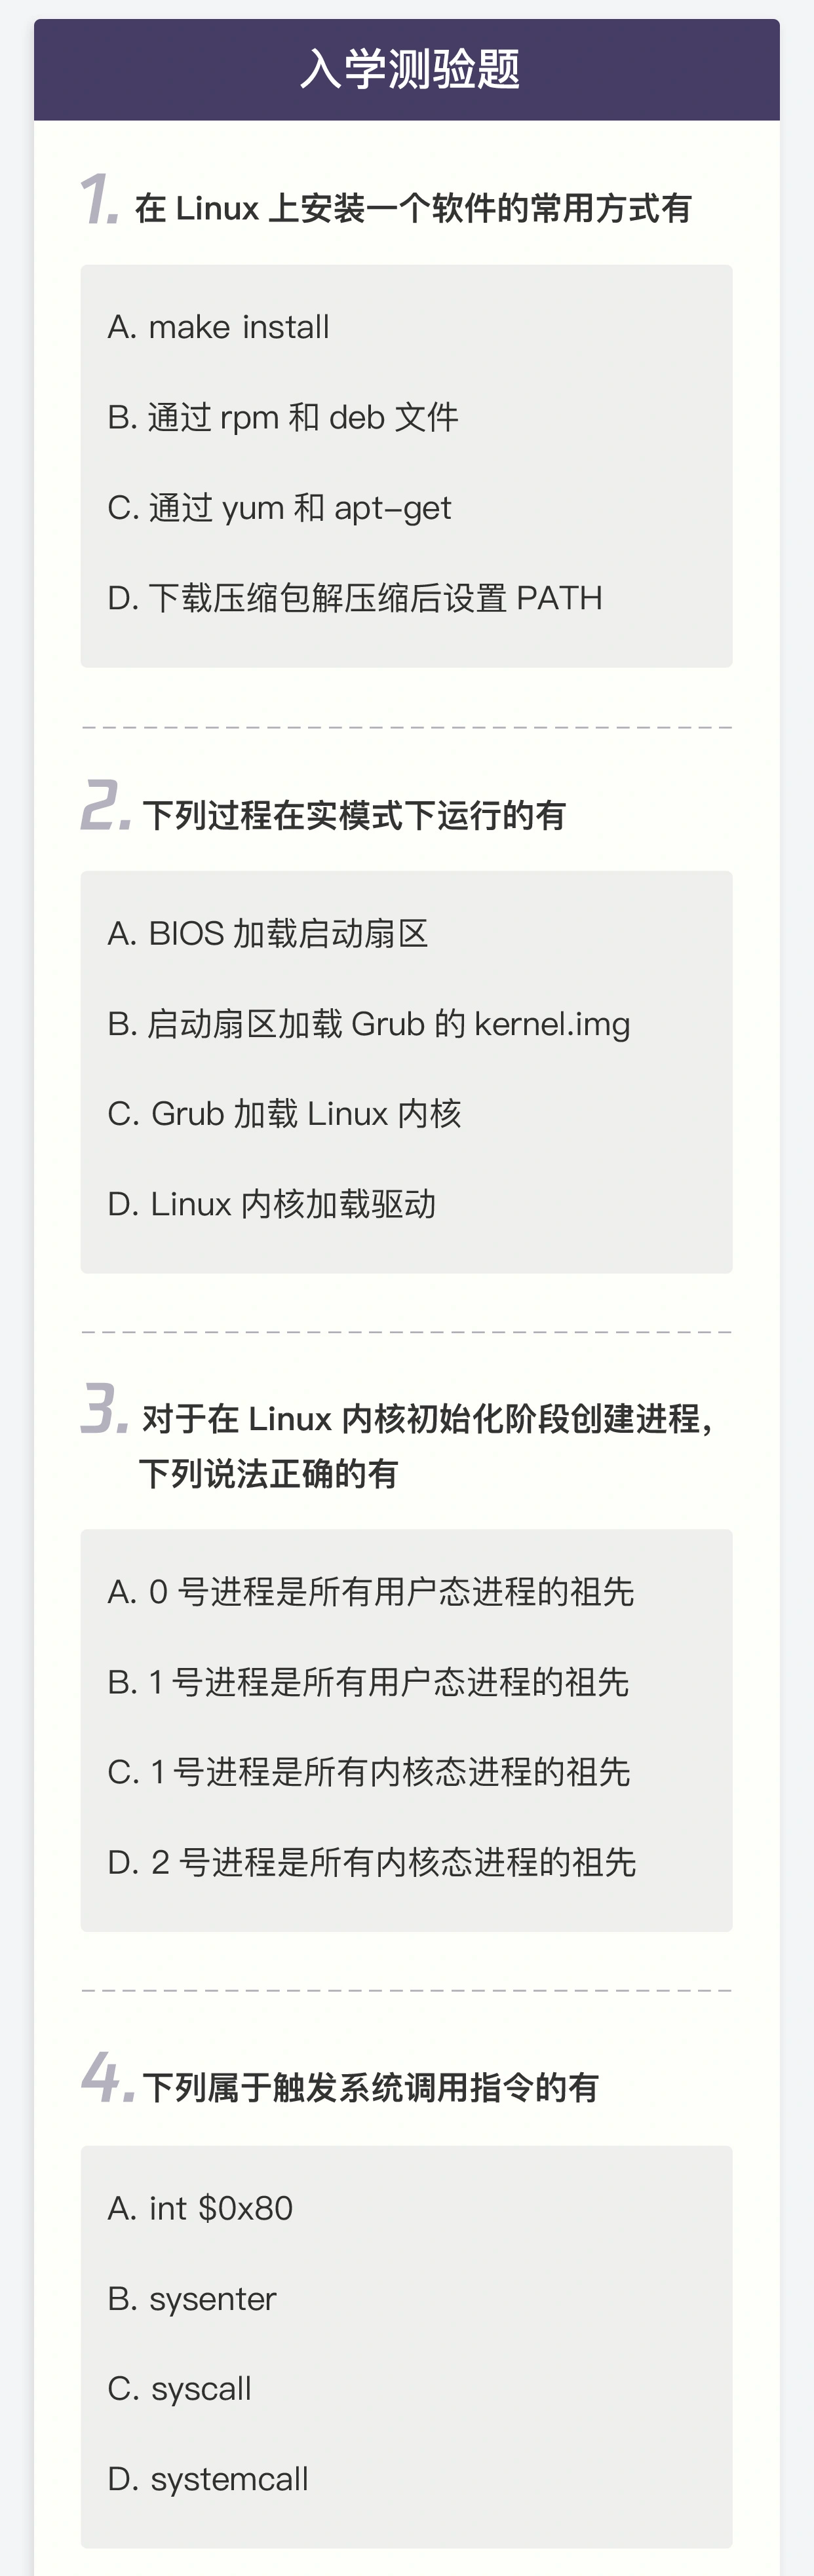 入学测验题
1. 在 Linux 上安装一个软件的常用方式有
A. make install
B. 通过 rpm 和 deb 文件
C. 通过 yum 和 apt-get
D. 下载压缩包解压缩后设置 PATH
2. 下列过程在实模式下运行的有
A. BIOS 加载启动扇区
B. 启动扇区加载 Grub 的 kernel.img
C. Grub 加载 Linux 内核
D. Linux 内核加载驱动
3. 对于在 Linux 内核初始化阶段创建进程，
下列说法正确的有
A. 0 号进程是所有用户态进程的祖先
B. 1 号进程是所有用户态进程的祖先
C. 1 号进程是所有内核态进程的祖先
D. 2 号进程是所有内核态进程的祖先
4. 下列属于触发系统调用指令的有
A. int $0x80
B. sysenter
C. syscall
D. systemcall